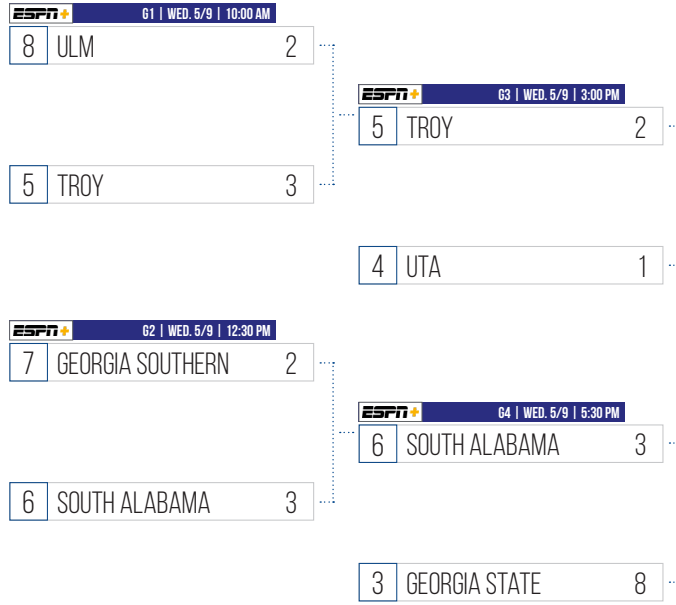 ESPN+ G1 | WED. 5/9 | 10:00 AM
8 ULM 2
5 TROY 3
ESPN+ G3 | WED. 5/9 | 3:00 PM
5 TROY 2
4 UTA 1
ESPN+ G2 | WED. 5/9 | 12:30 PM
7 GEORGIA SOUTHERN 2
6 SOUTH ALABAMA 3
ESPN+ G4 | WED. 5/9 | 5:30 PM
6 SOUTH ALABAMA 3
3 GEORGIA STATE 8